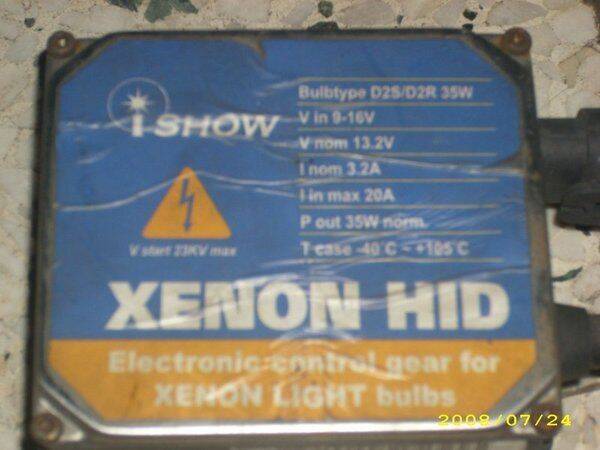 i SHOW
Bulbtype D2S/D2R 35W
V in 9-16V
V nom 13.2V
I nom 3.2A
I in max 20A
P out 35W norm.
T case -40°C ~ +105°C
V start 23KV max
XENON HID
Electronic control gear for
XENON LIGHT bulbs
2008/07/24